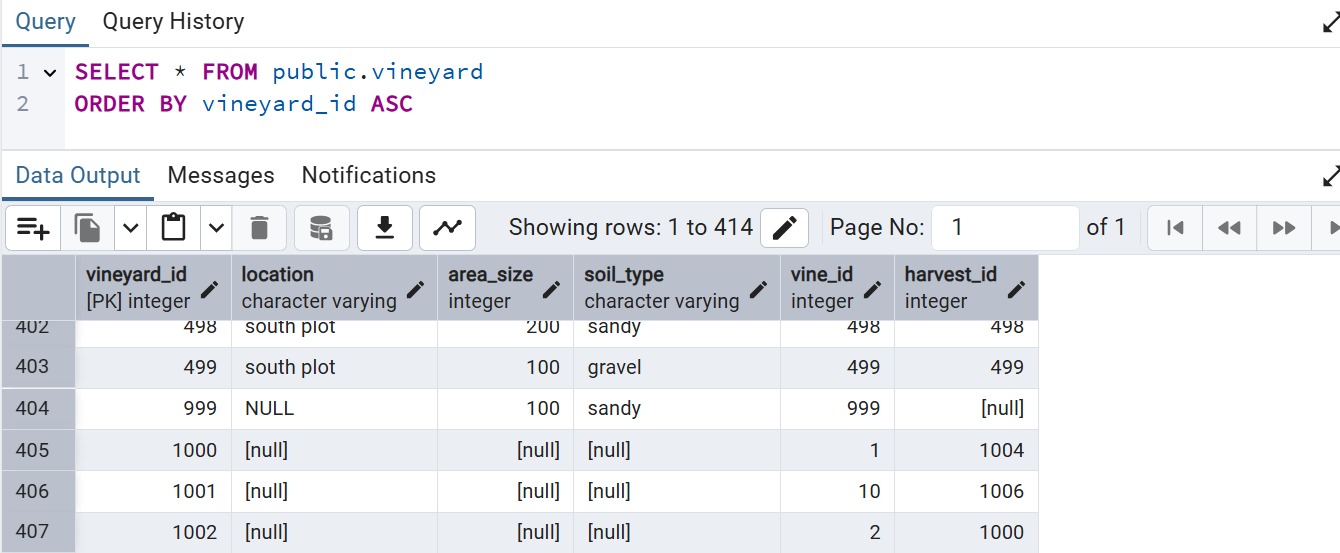 Query Query History
1 SELECT * FROM public.vineyard
2 ORDER BY vineyard_id ASC
Data Output Messages Notifications
Showing rows: 1 to 414 Page No: 1 of 1
vineyard_id location area_size soil_type vine_id harvest_id
[PK] integer character varying integer character varying integer integer
402 498 south plot 200 sandy 498 498
403 499 south plot 100 gravel 499 499
404 999 NULL 100 sandy 999 [null]
405 1000 [null] [null] [null] 1 1004
406 1001 [null] [null] [null] 10 1006
407 1002 [null] [null] [null] 2 1000